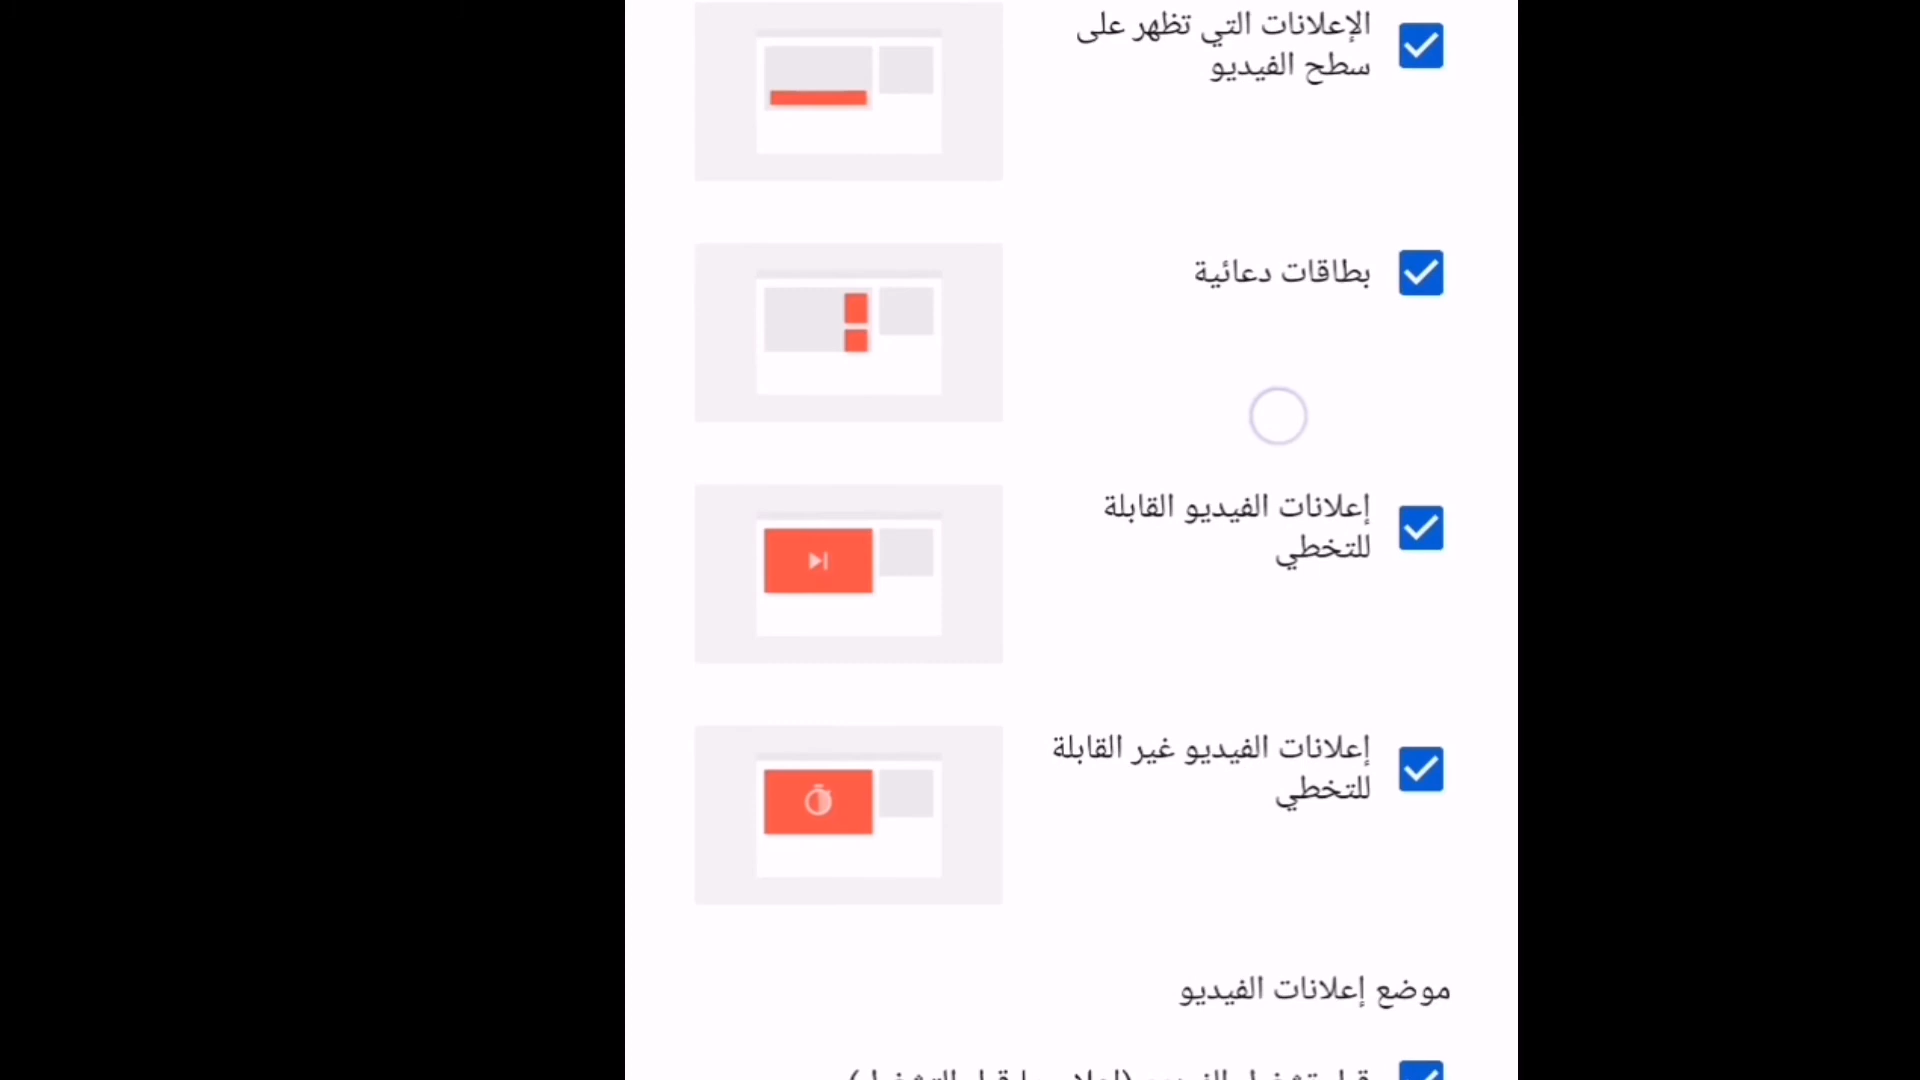 الإعلانات التي تظهر على
سطح الفيديو
بطاقات دعائية
إعلانات الفيديو القابلة
للتخطي
إعلانات الفيديو غير القابلة
للتخطي
موضع إعلانات الفيديو